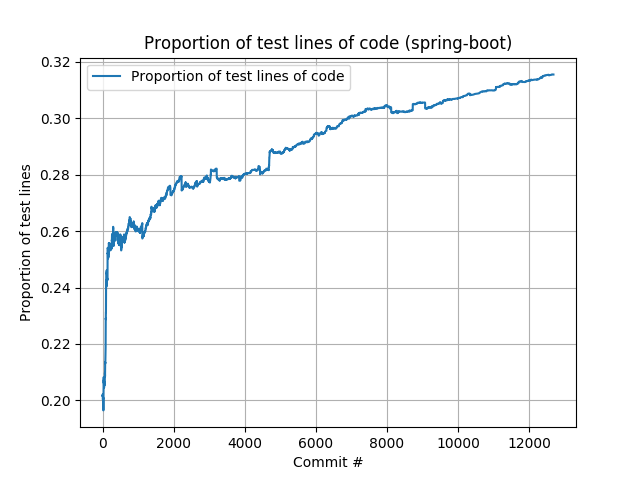 Proportion of test lines of code (spring-boot)
Proportion of test lines of code
Proportion of test lines
0.32
0.30
0.28
0.26
0.24
0.22
0.20
0 2000 4000 6000 8000 10000 12000
Commit #